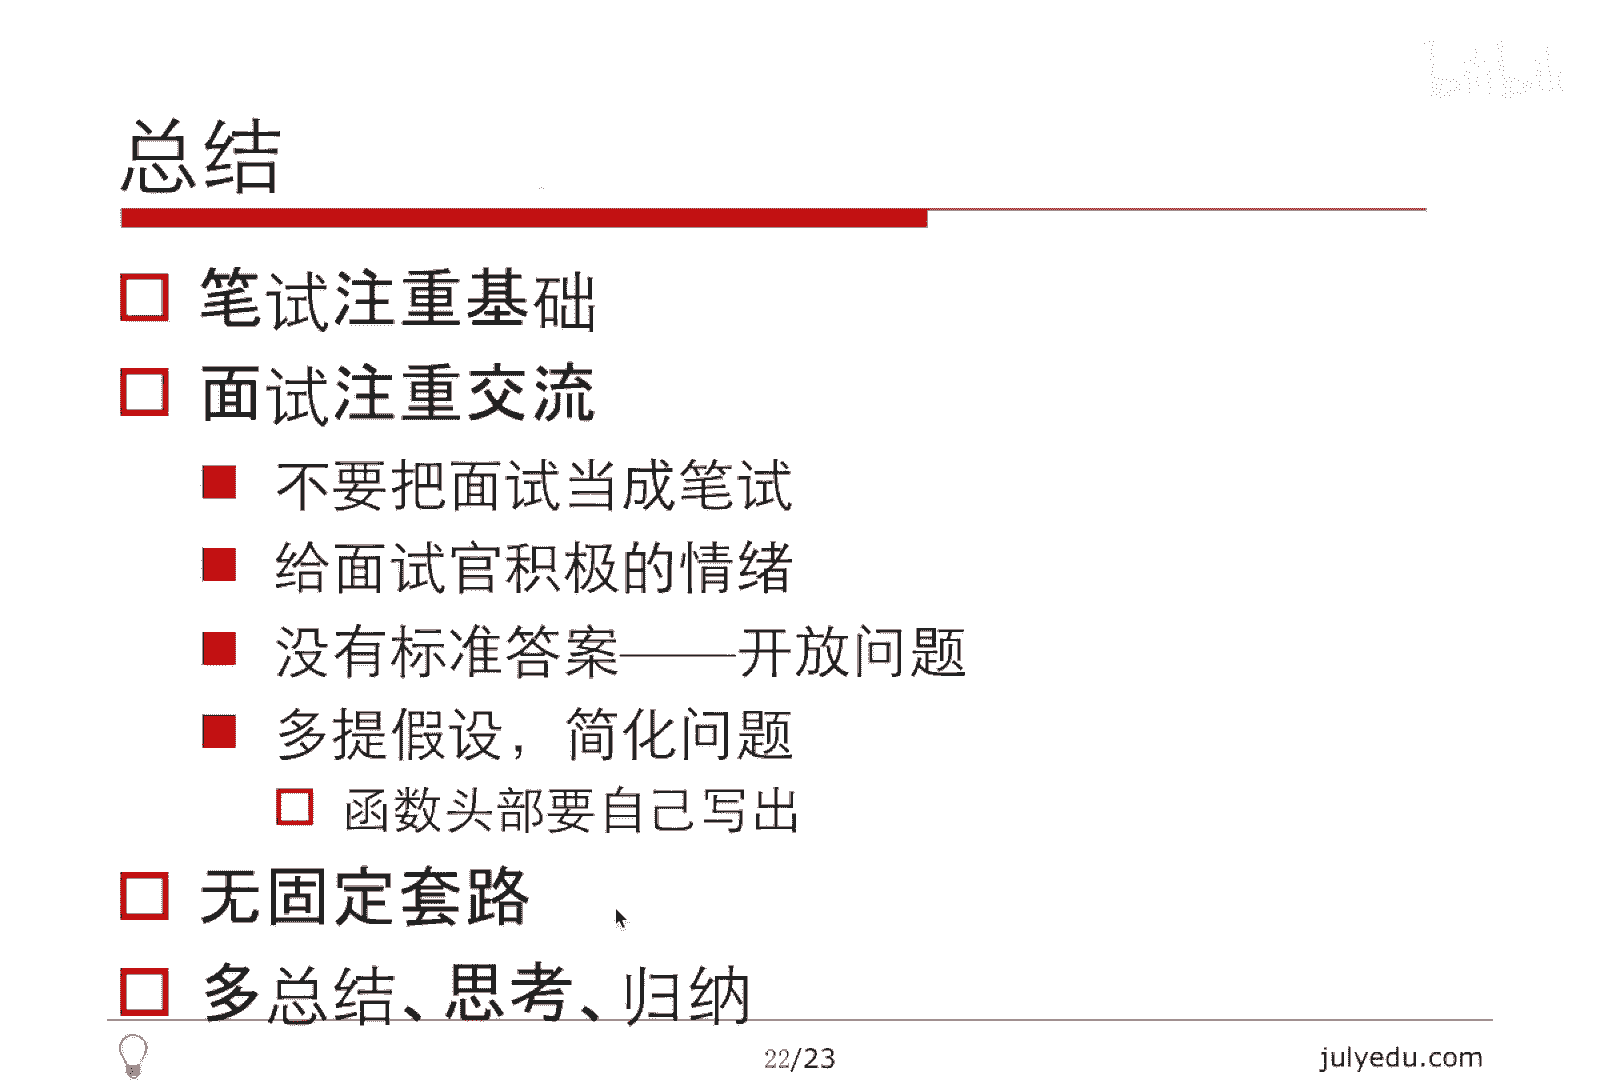 bilibili
总结
笔试注重基础
面试注重交流
不要把面试当成笔试
给面试官积极的情绪
没有标准答案——开放问题
多提假设，简化问题
函数头部要自己写出
无固定套路
多总结、思考、归纳
22/23
julyedu.com